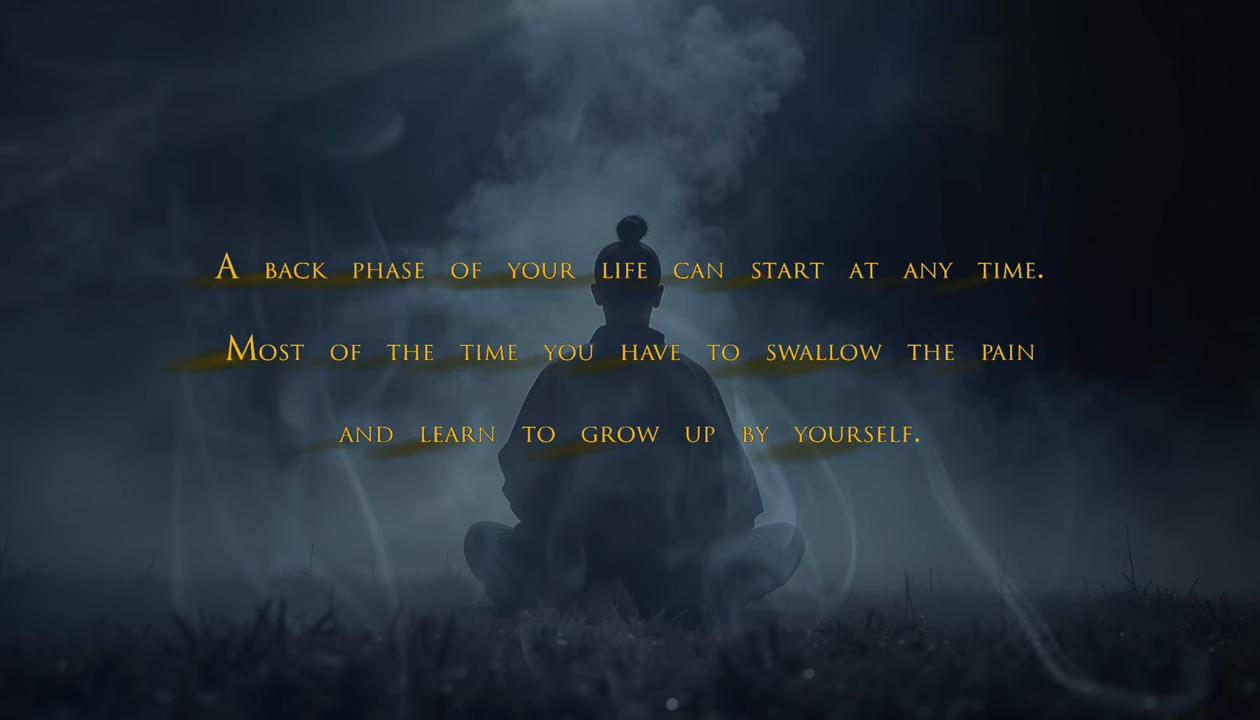 A back phase of your life can start at any time.
Most of the time you have to swallow the pain
and learn to grow up by yourself.